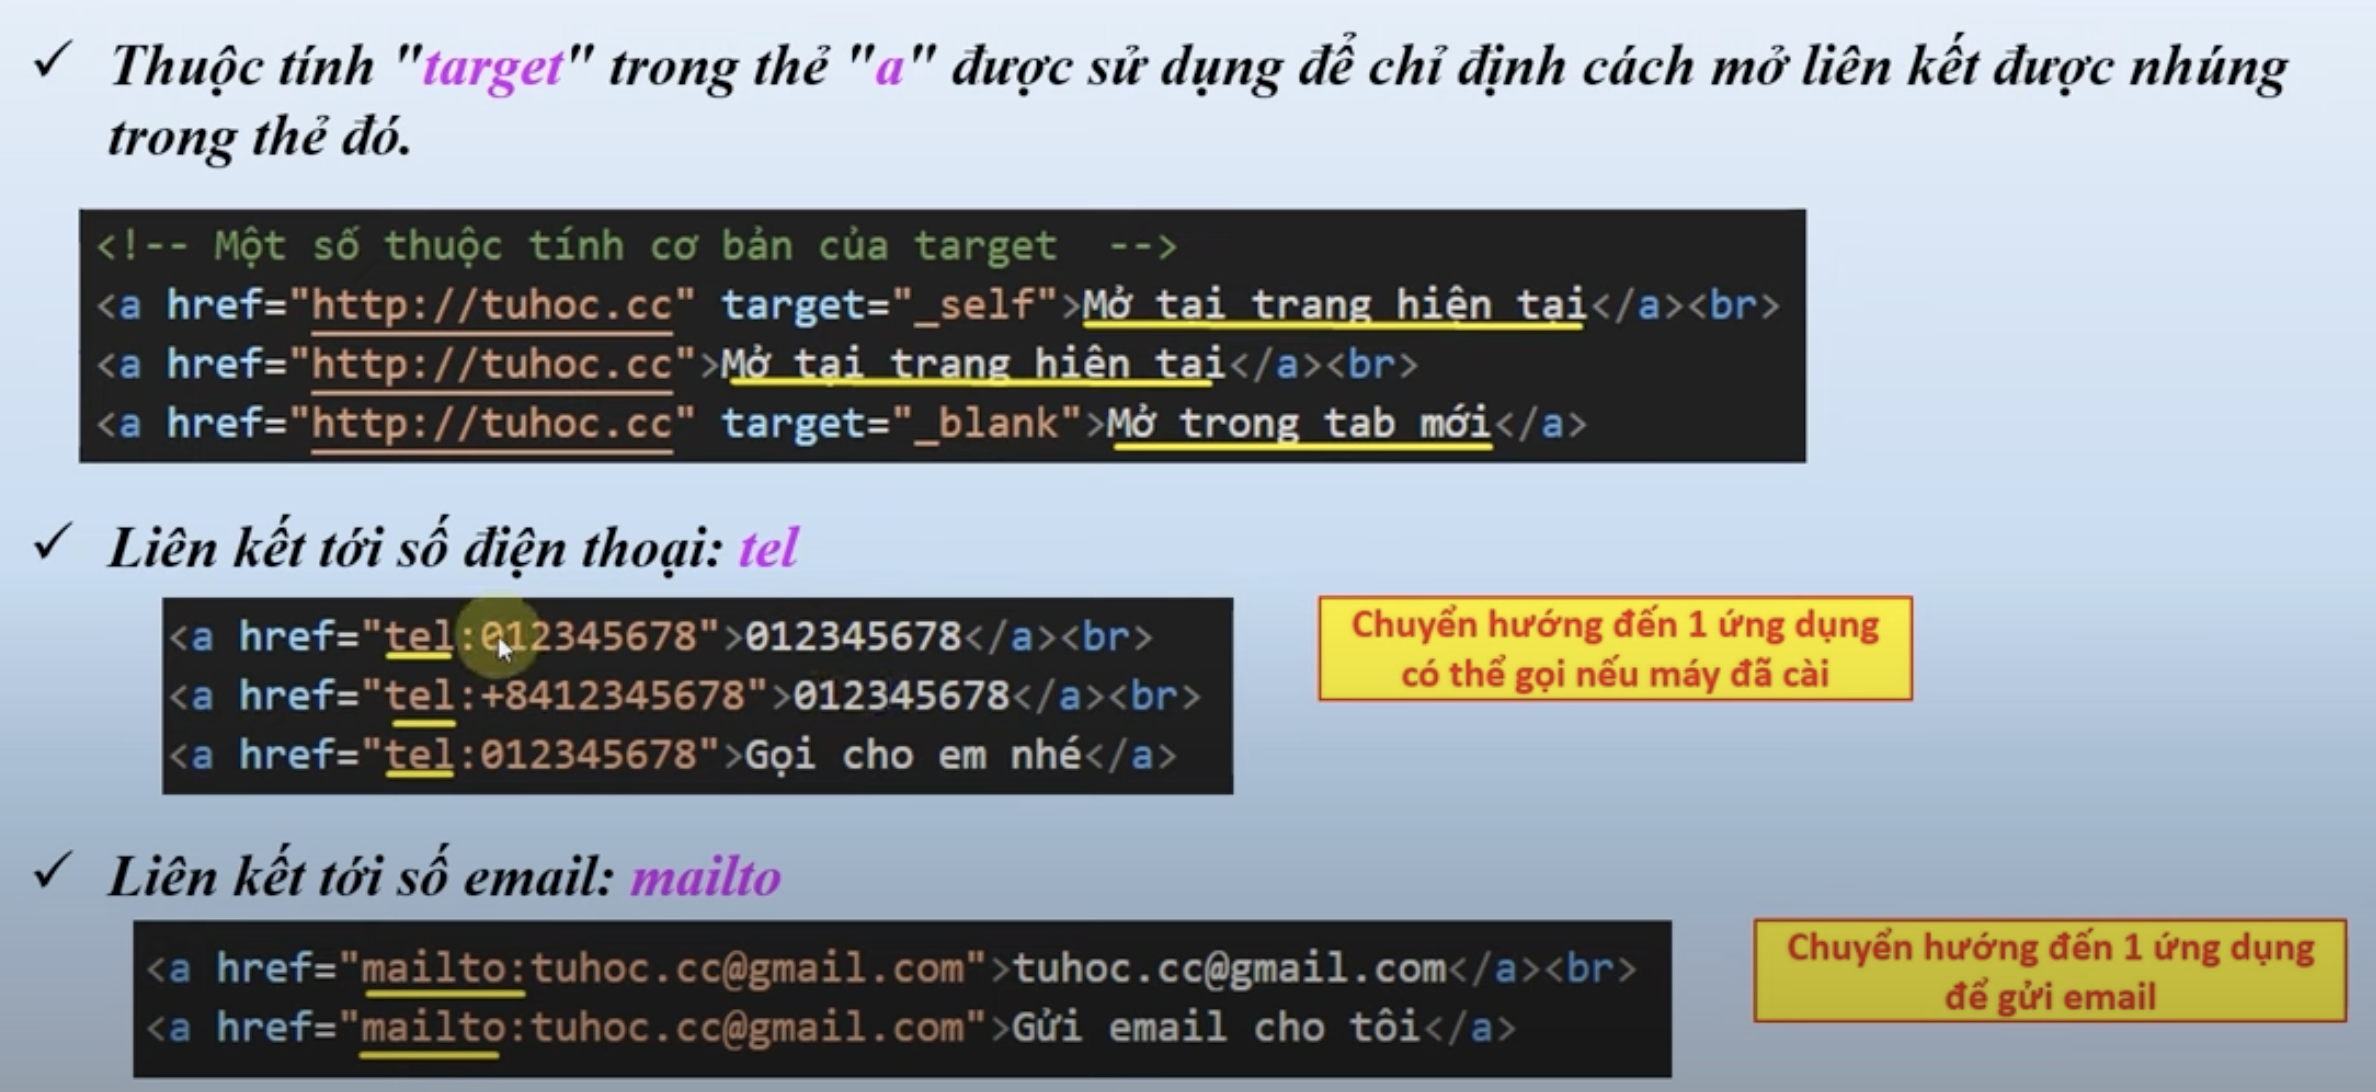 ✓ Thuộc tính "target" trong thẻ "a" được sử dụng để chỉ định cách mở liên kết được nhúng
trong thẻ đó.
<!-- Một số thuộc tính cơ bản của target  -->
<a href="http://tuhoc.cc" target="_self">Mở tại trang hiện tại</a><br>
<a href="http://tuhoc.cc">Mở tại trang hiện tại</a><br>
<a href="http://tuhoc.cc" target="_blank">Mở trong tab mới</a>
✓ Liên kết tới số điện thoại: tel
<a href="tel:012345678">012345678</a><br>
<a href="tel:+8412345678">012345678</a><br>
<a href="tel:012345678">Gọi cho em nhé</a>
Chuyển hướng đến 1 ứng dụng
có thể gọi nếu máy đã cài
✓ Liên kết tới số email: mailto
<a href="mailto:tuhoc.cc@gmail.com">tuhoc.cc@gmail.com</a><br>
<a href="mailto:tuhoc.cc@gmail.com">Gửi email cho tôi</a>
Chuyển hướng đến 1 ứng dụng
để gửi email